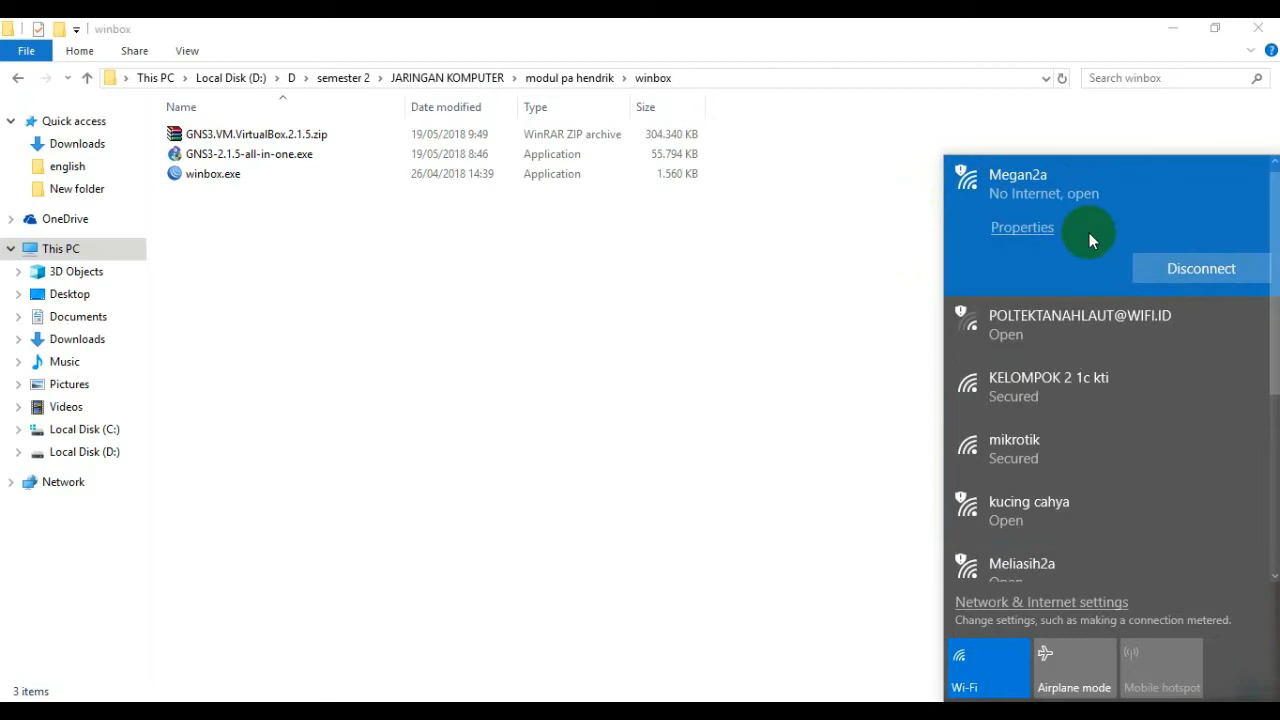 winbox
File Home Share View
This PC Local Disk (D:) D semester 2 JARINGAN KOMPUTER modul pa hendrik winbox
Search winbox
Name Date modified Type Size
GNS3.VM.VirtualBox.2.1.5.zip 19/05/2018 9:49 WinRAR ZIP archive 304.340 KB
GNS3-2.1.5-all-in-one.exe 19/05/2018 8:46 Application 55.794 KB
winbox.exe 26/04/2018 14:39 Application 1.560 KB
Quick access
Downloads
english
New folder
OneDrive
This PC
3D Objects
Desktop
Documents
Downloads
Music
Pictures
Videos
Local Disk (C:)
Local Disk (D:)
Network
3 items
Megan2a
No Internet, open
Properties
Disconnect
POLTEKTANAHLAUT@WIFI.ID
Open
KELOMPOK 2 1c kti
Secured
mikrotik
Secured
kucing cahya
Open
Meliasih2a
Open
Network & Internet settings
Change settings, such as making a connection metered.
Wi-Fi Airplane mode Mobile hotspot